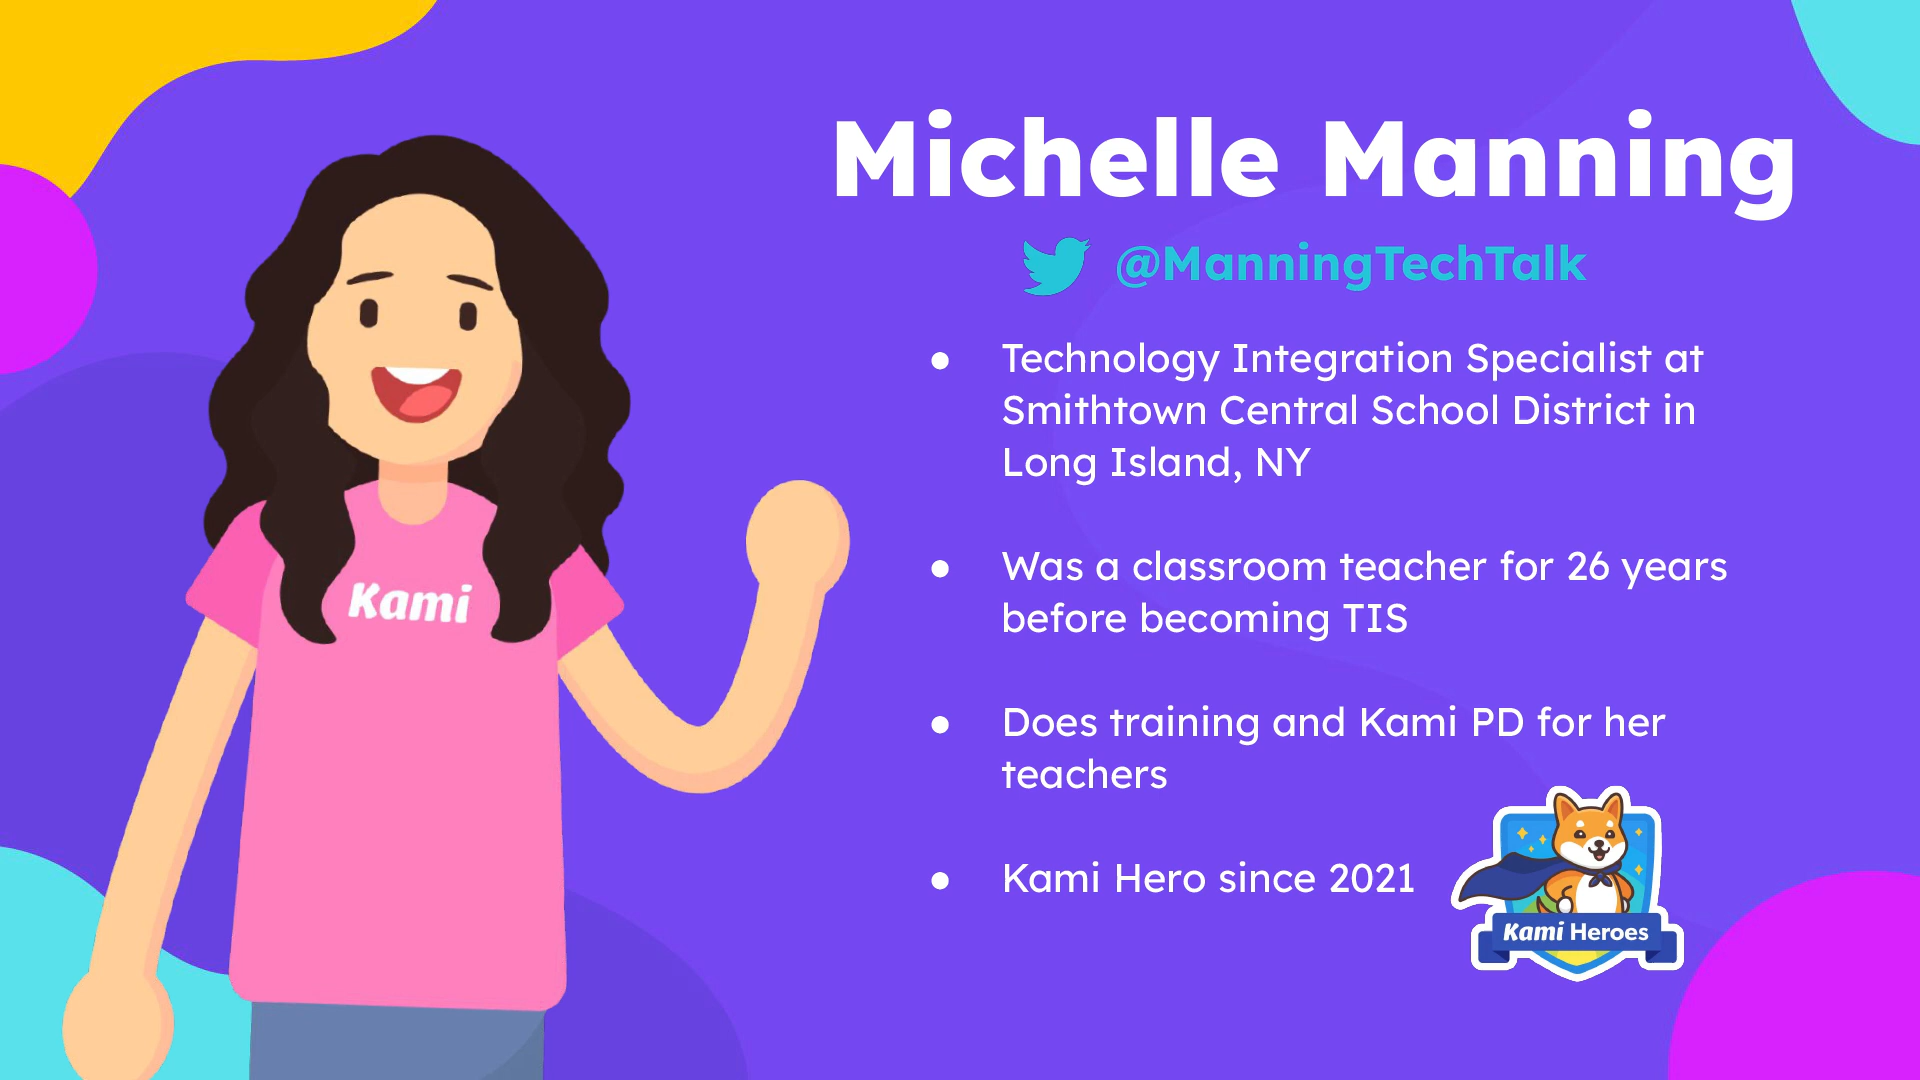 Michelle Manning
@ManningTechTalk
● Technology Integration Specialist at
Smithtown Central School District in
Long Island, NY
● Was a classroom teacher for 26 years
before becoming TIS
● Does training and Kami PD for her
teachers
● Kami Hero since 2021
Kami
Kami Heroes